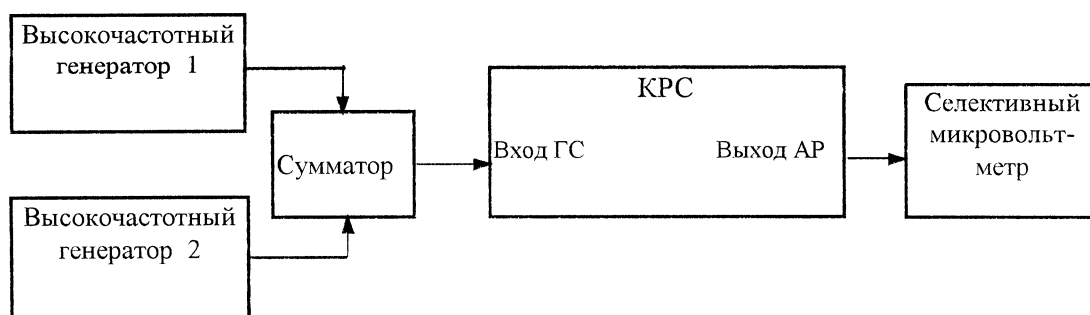 Высокочастотный
генератор 1
Сумматор
Высокочастотный
генератор 2
КРС
Вход ГС
Выход АР
Селективный
микровольт-
метр